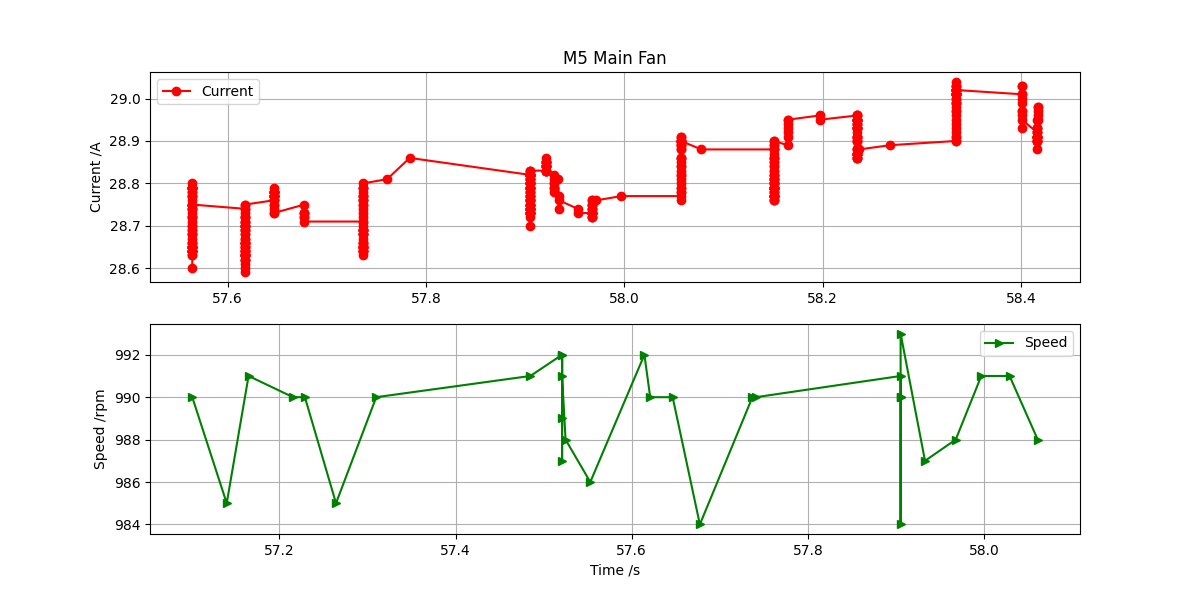 M5 Main Fan
Current
Current /A
29.0
28.9
28.8
28.7
28.6
57.6 57.8 58.0 58.2 58.4
Speed
Speed /rpm
992
990
988
986
984
57.2 57.4 57.6 57.8 58.0
Time /s